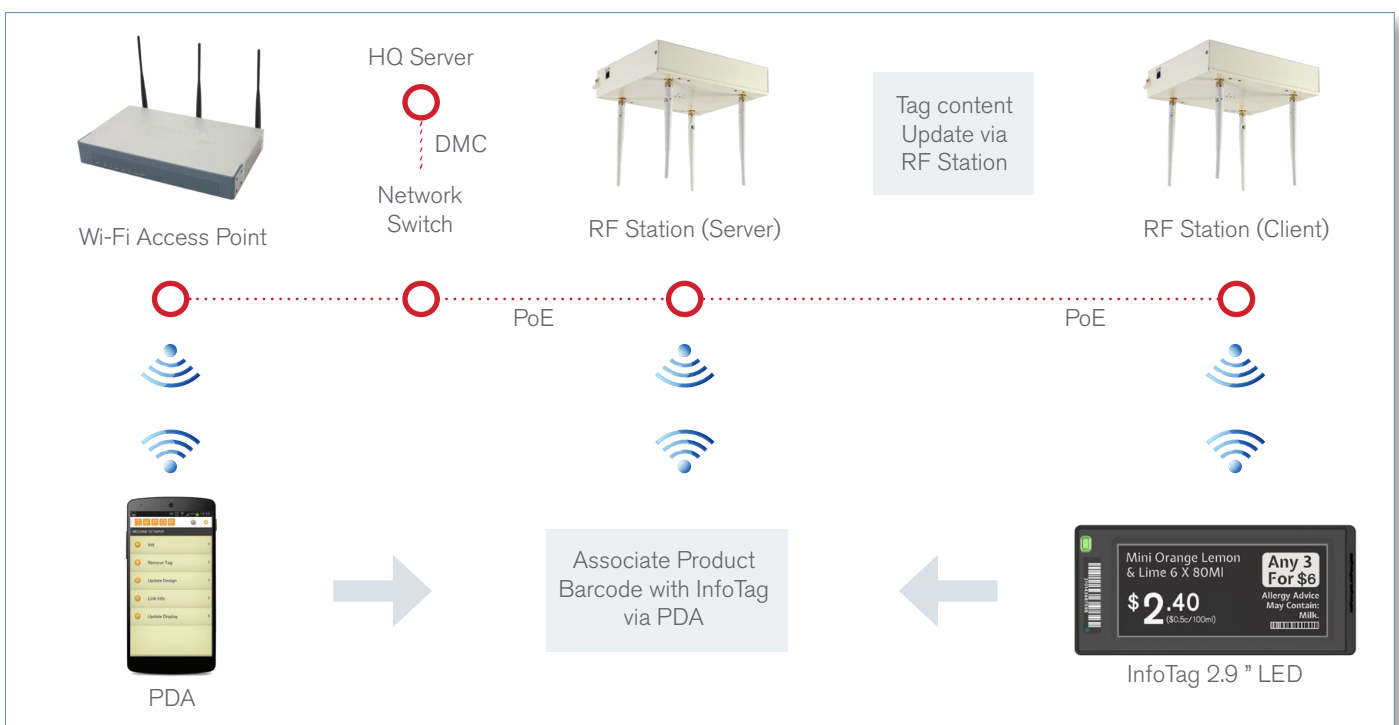 HQ Server
DMC
Network
Switch
Wi-Fi Access Point
RF Station (Server)
Tag content
Update via
RF Station
RF Station (Client)
PoE
PoE
Init
Remove Tag
Update Design
Link Info
Update Display
PDA
Associate Product
Barcode with InfoTag
via PDA
Mini Orange Lemon
& Lime 6 X 80Ml
$2.40
($0.5c/100ml)
Any 3
For $6
Allergy Advice
May Contain:
Milk.
InfoTag 2.9 ” LED